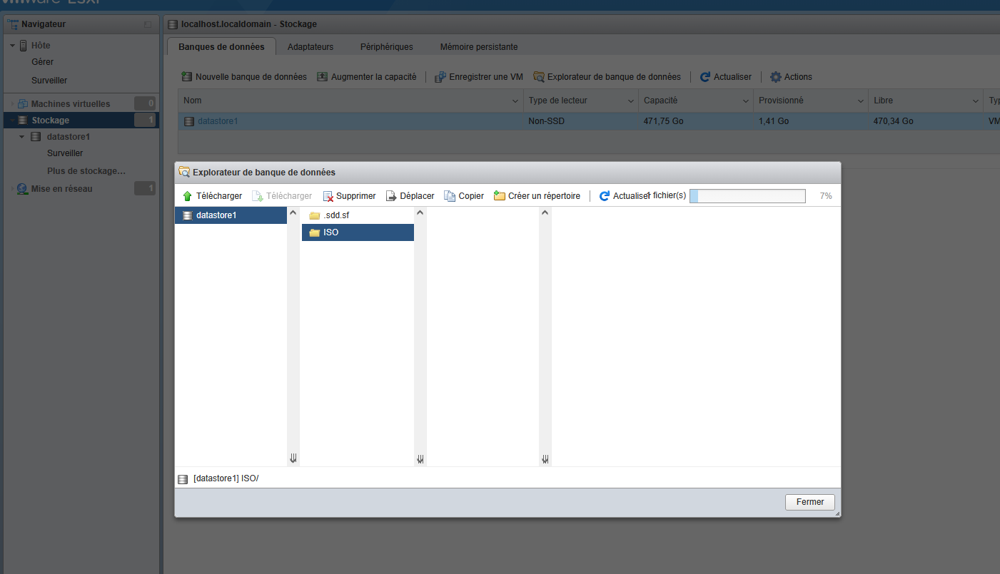 vmware ESXi
Navigateur
localhost.localdomain - Stockage
Hôte
Gérer
Surveiller
Machines virtuelles 0
Stockage 1
datastore1
Surveiller
Plus de stockage...
Mise en réseau 1
Banques de données Adaptateurs Périphériques Mémoire persistante
Nouvelle banque de données Augmenter la capacité Enregistrer une VM Explorateur de banque de données Actualiser Actions
Nom Type de lecteur Capacité Provisionné Libre Typ
datastore1 Non-SSD 471,75 Go 1,41 Go 470,34 Go VM
Explorateur de banque de données
Télécharger Télécharger Supprimer Déplacer Copier Créer un répertoire Actualiser fichier(s) 7%
datastore1 .sdd.sf
ISO
[datastore1] ISO/
Fermer